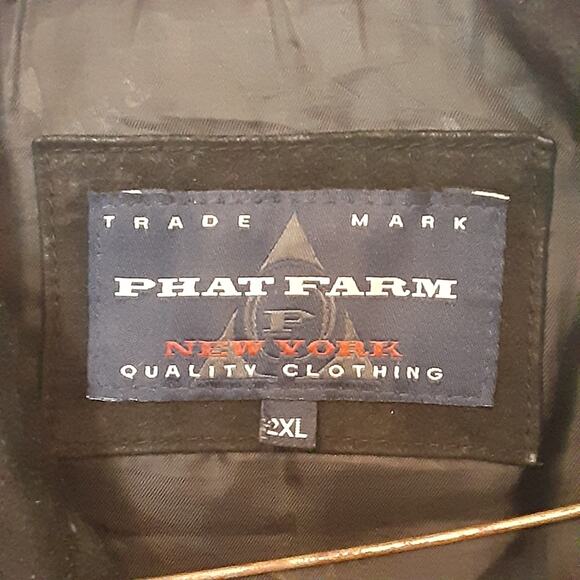 TRADE MARK
PHAT FARM
F
NEW YORK
QUALITY CLOTHING
2XL